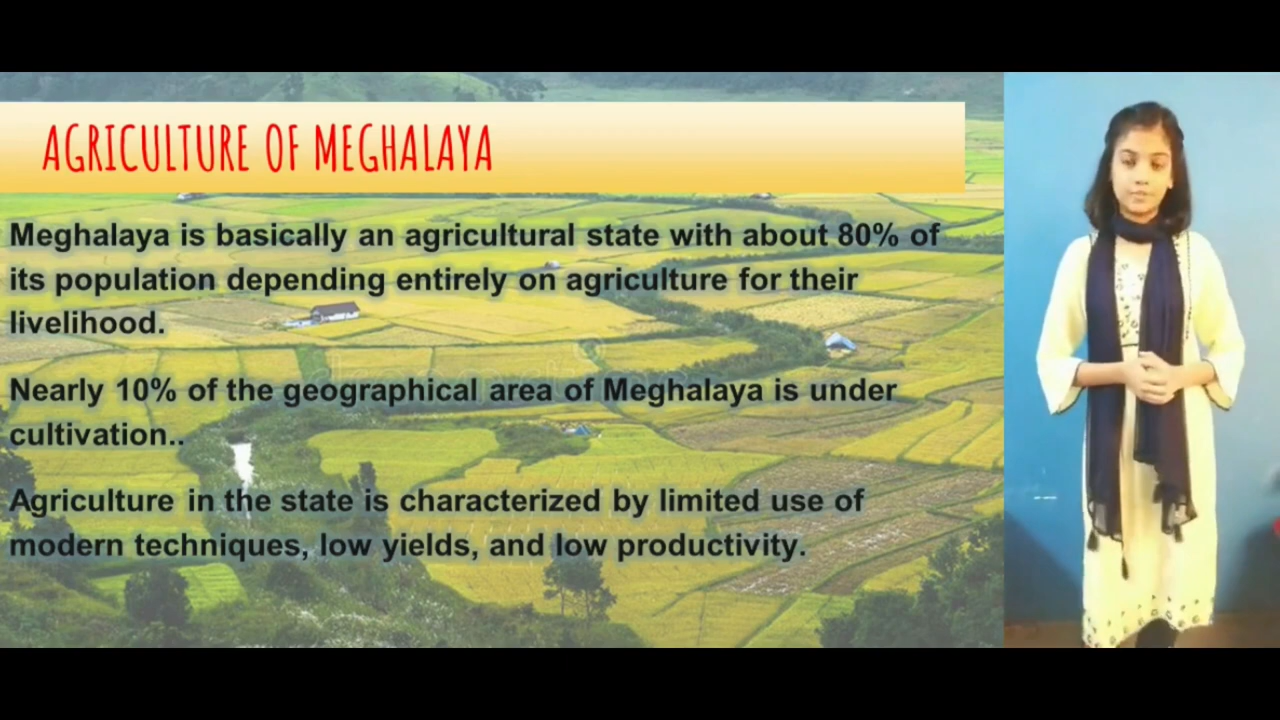 AGRICULTURE OF MEGHALAYA
Meghalaya is basically an agricultural state with about 80% of
its population depending entirely on agriculture for their
livelihood.
Nearly 10% of the geographical area of Meghalaya is under
cultivation..
Agriculture in the state is characterized by limited use of
modern techniques, low yields, and low productivity.